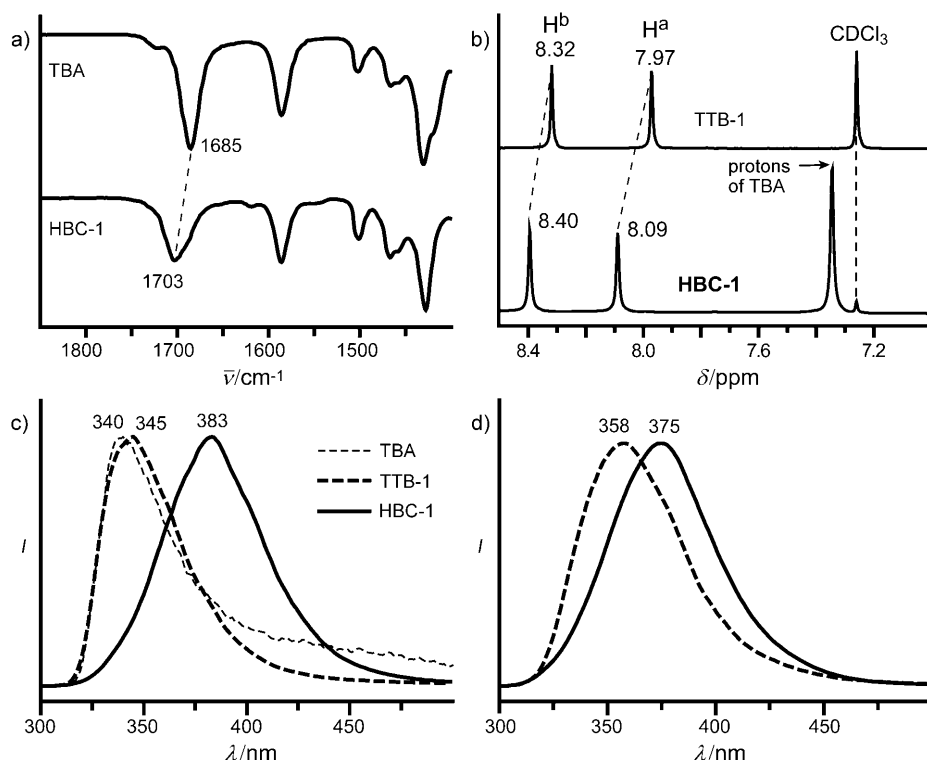 a)
TBA
1685
HBC-1
1703
1800 1700 1600 1500
ν̅/cm-1
b)
Hb Ha CDCl3
8.32 7.97
TTB-1
protons
of TBA
8.40 8.09
HBC-1
8.4 8.0 7.6 7.2
δ/ppm
c)
340 345 383
TBA
TTB-1
HBC-1
I
300 350 400 450
λ/nm
d)
358 375
300 350 400 450
λ/nm